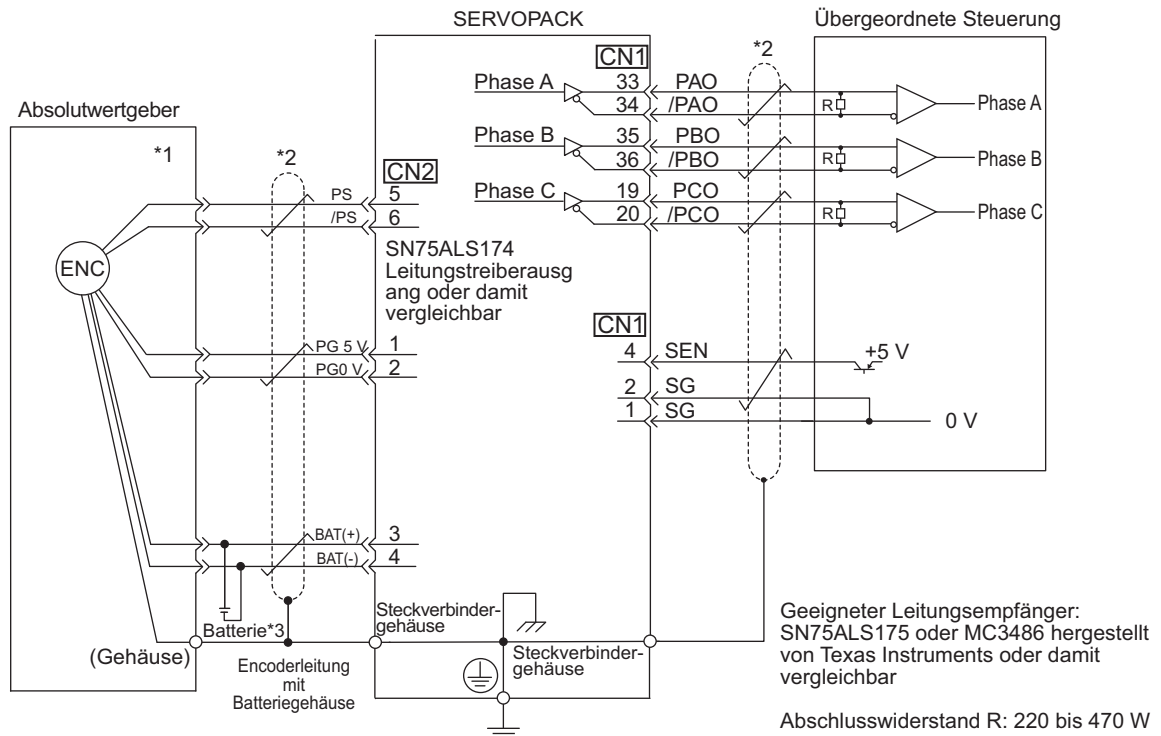 SERVOPACK
Übergeordnete Steuerung
Absolutwertgeber
*1
*2
CN2
PS 5
/PS 6
ENC
SN75ALS174
Leitungstreiberausg
ang oder damit
vergleichbar
PG 5 V 1
PG0 V 2
BAT(+) 3
BAT(-) 4
Batterie*3
(Gehäuse)
Encoderleitung
mit
Batteriegehäuse
Steckverbinder-
gehäuse
Steckverbinder-
gehäuse
CN1
*2
Phase A 33 PAO
34 /PAO
R
Phase A
Phase B 35 PBO
36 /PBO
R
Phase B
Phase C 19 PCO
20 /PCO
R
Phase C
CN1
4 SEN
+5 V
2 SG
1 SG
0 V
Geeigneter Leitungsempfänger:
SN75ALS175 oder MC3486 hergestellt
von Texas Instruments oder damit
vergleichbar
Abschlusswiderstand R: 220 bis 470 W